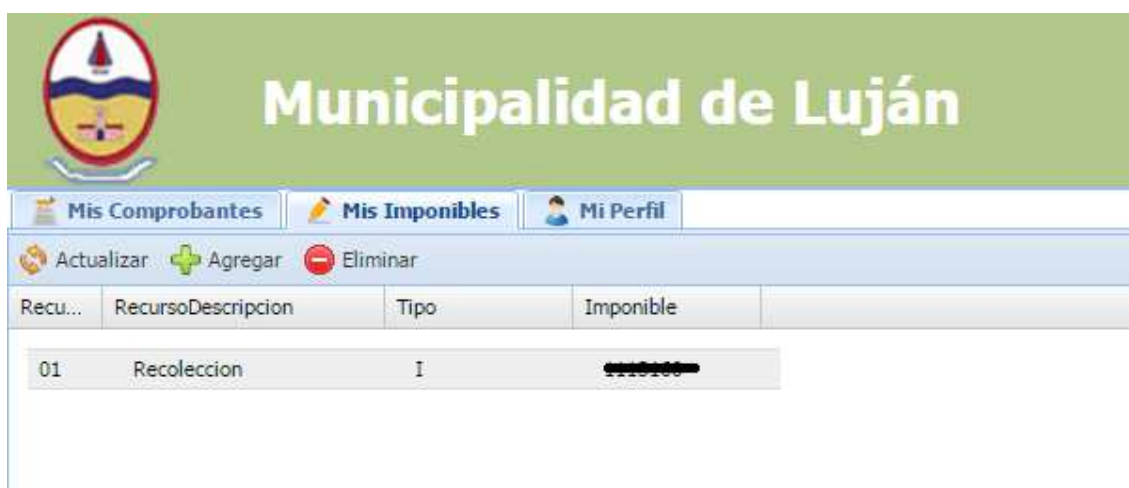 Municipalidad de Luján
Mis Comprobantes Mis Imponibles Mi Perfil
Actualizar Agregar Eliminar
Recu... RecursoDescripcion Tipo Imponible
01 Recoleccion I